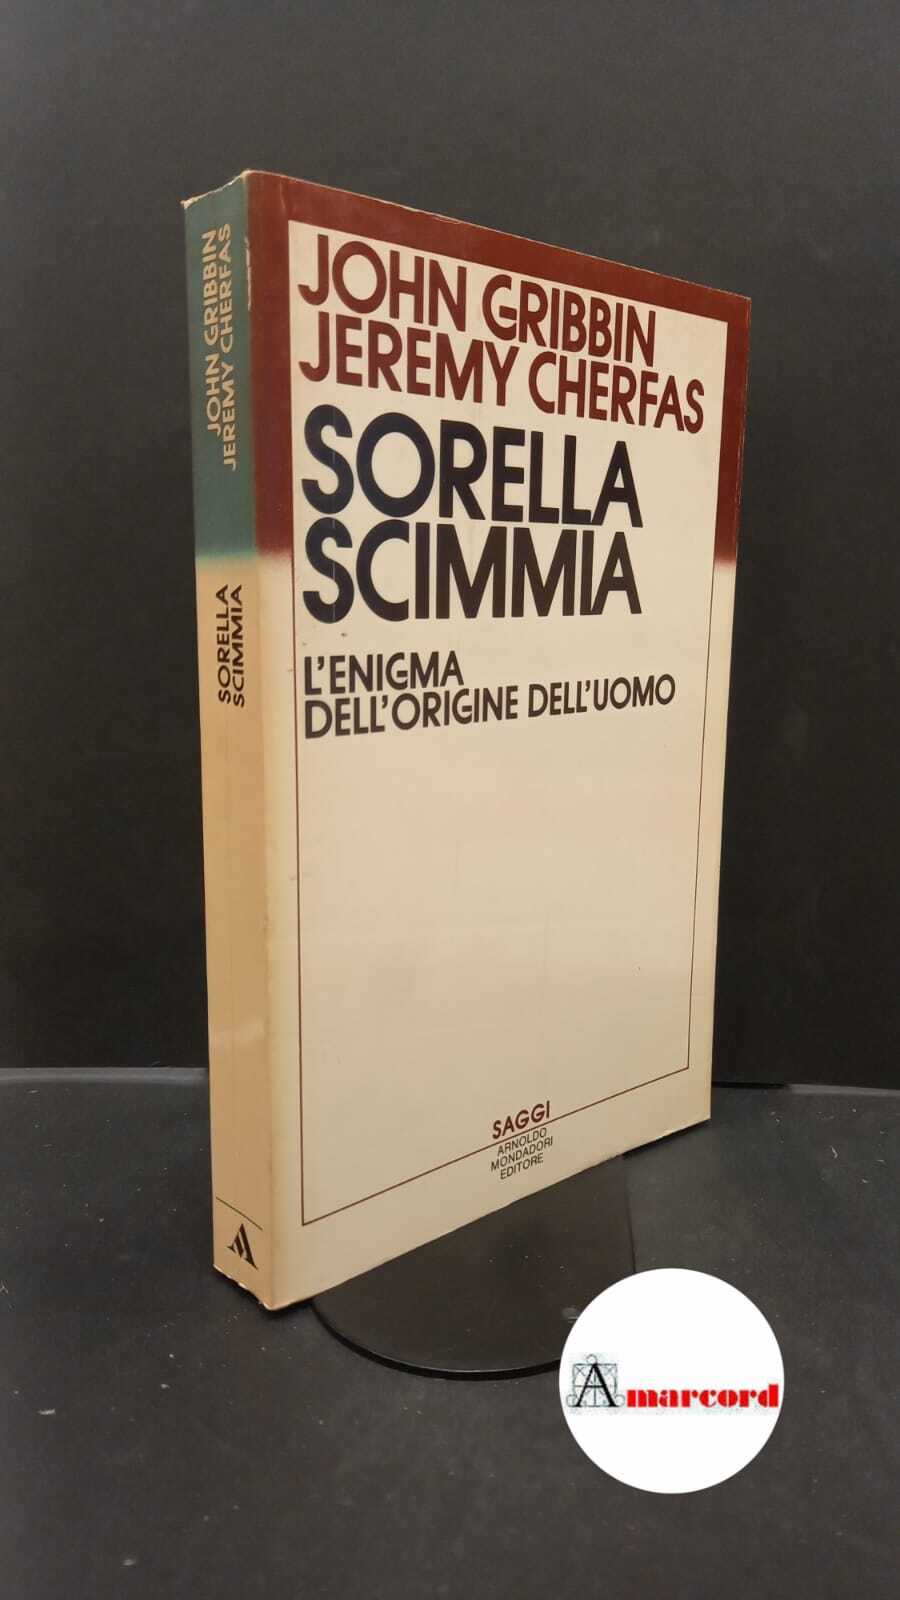 JOHN GRIBBIN
JEREMY CHERFAS
SORELLA
SCIMMIA
JOHN GRIBBIN
JEREMY CHERFAS
SORELLA
SCIMMIA
L'ENIGMA
DELL'ORIGINE DELL'UOMO
SAGGI
ARNOLDO
MONDADORI
EDITORE
Amarcord